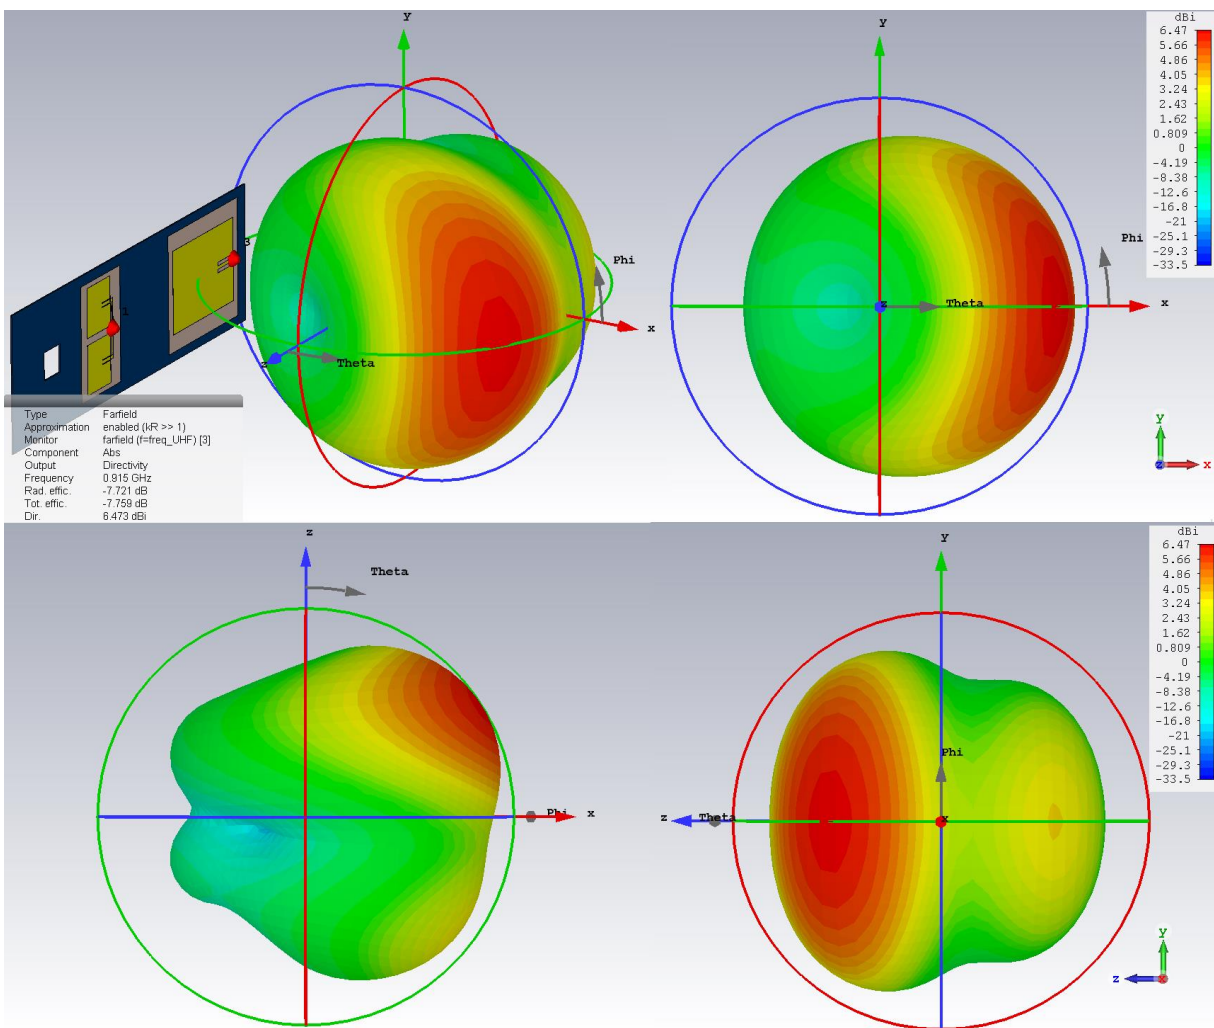 y
Phi
x
z
Theta
3
1
Type Farfield
Approximation enabled (kR >> 1)
Monitor farfield (f=freq_UHF) [3]
Component Abs
Output Directivity
Frequency 0.915 GHz
Rad. effic. -7.721 dB
Tot. effic. -7.759 dB
Dir. 6.473 dBi
y
Phi
z
Theta
x
dBi
6.47
5.66
4.86
4.05
3.24
2.43
1.62
0.809
0
-4.19
-8.38
-12.6
-16.8
-21
-25.1
-29.3
-33.5
y
z
x
z
Theta
Phi
x
y
Phi
z
Theta
x
dBi
6.47
5.66
4.86
4.05
3.24
2.43
1.62
0.809
0
-4.19
-8.38
-12.6
-16.8
-21
-25.1
-29.3
-33.5
y
z
x